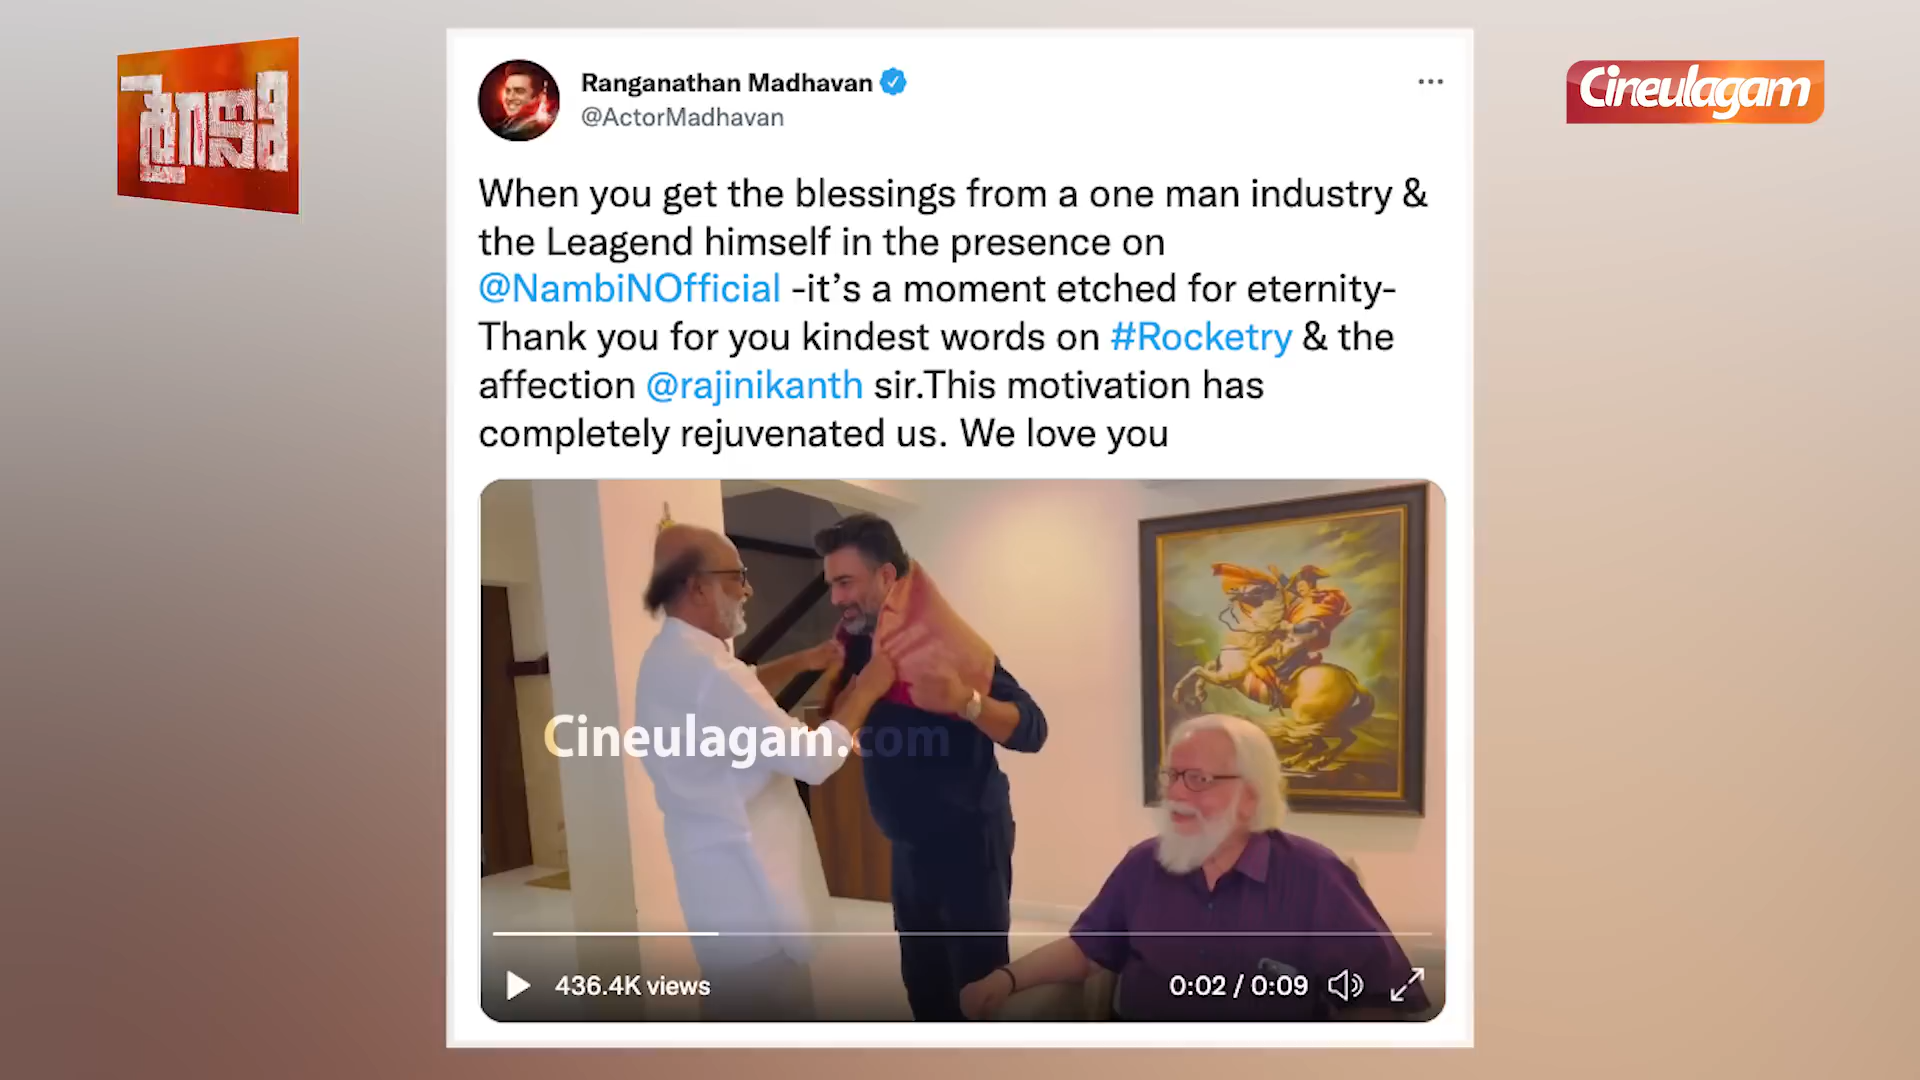 Ranganathan Madhavan
@ActorMadhavan
Cineulagam
When you get the blessings from a one man industry &
the Leagend himself in the presence on
@NambiNOfficial -it’s a moment etched for eternity-
Thank you for you kindest words on #Rocketry & the
affection @rajinikanth sir.This motivation has
completely rejuvenated us. We love you
Cineulagam.com
436.4K views
0:02 / 0:09